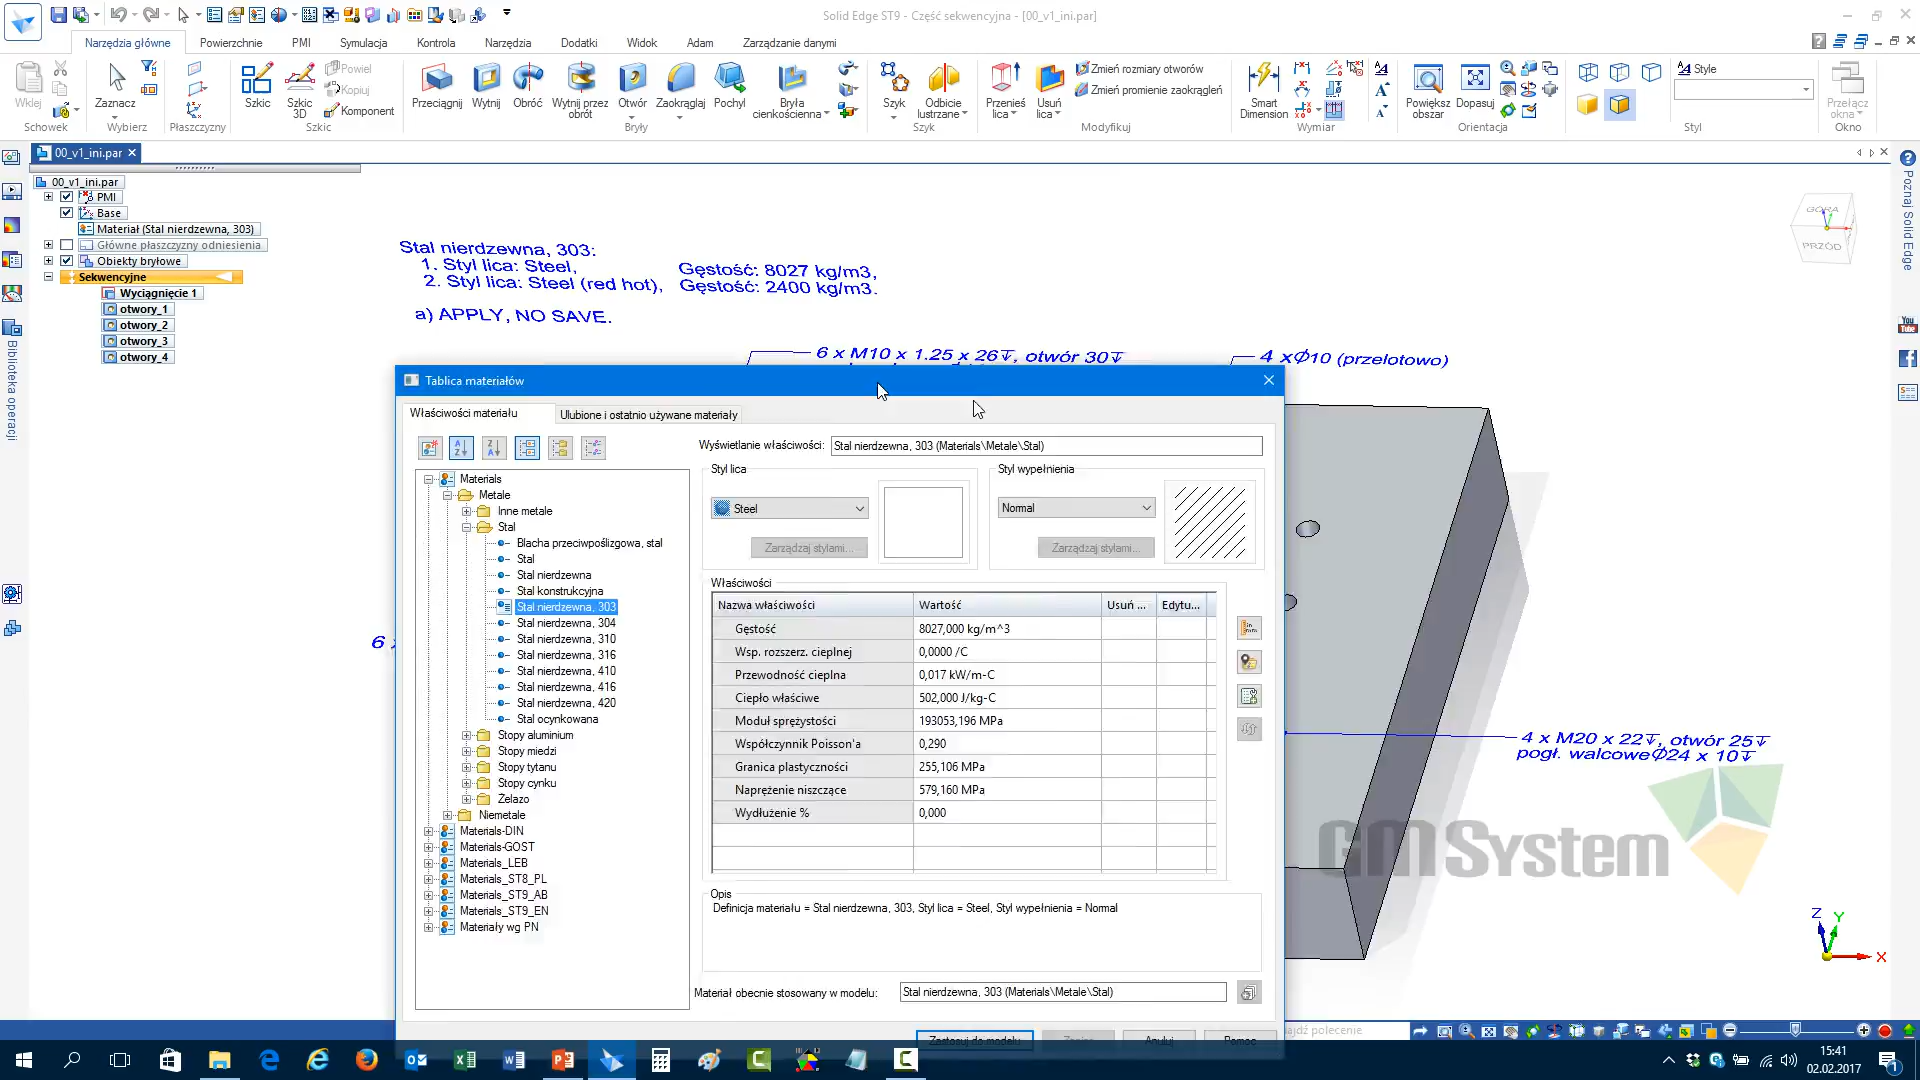 Solid Edge ST9 - Część sekwencyjna - [00_v1_ini.par]
Narzędzia główne
Powierzchnie
PMI
Symulacja
Kontrola
Narzędzia
Dodatki
Widok
Adam
Zarządzanie danymi
Wklej
Schowek
Zaznacz
Wybierz
Płaszczyzny
Szkic
Szkic 3D
Powiel
Kopiuj
Komponent
Szkic
Przeciągnij
Wytnij
Obróć
Wytnij przez obrót
Otwór
Zaokrąglaj
Pochyl
Bryła cienkościenna
Bryły
Szyk
Odbicie lustrzane
Szyk
Przenieś lica
Usuń lica
Zmień rozmiary otworów
Zmień promienie zaokrągleń
Modyfikuj
Smart Dimension
Wymiar
Powiększ obszar
Dopasuj
Orientacja
Style
Styl
Przełącz okna
Okno
00_v1_ini.par
00_v1_ini.par
PMI
Base
Materiał (Stal nierdzewna, 303)
Główne płaszczyzny odniesienia
Obiekty bryłowe
Sekwencyjne
Wyciągnięcie 1
otwory_1
otwory_2
otwory_3
otwory_4
Biblioteka operacji
Poznaj Solid Edge
You Tube
GÓRA
PRZÓD
Stal nierdzewna, 303:
1. Styl lica: Steel, Gęstość: 8027 kg/m3,
2. Styl lica: Steel (red hot), Gęstość: 2400 kg/m3.
a) APPLY, NO SAVE.
6 x M10 x 1.25 x 26↧, otwór 30↧
4 x∅10 (przelotowo)
6
4 x M20 x 22↧, otwór 25↧
pogł. walcowe∅24 x 10↧
GMSystem
Z
Y
X
Tablica materiałów
Właściwości materiału
Ulubione i ostatnio używane materiały
Wyświetlanie właściwości:
Stal nierdzewna, 303 (Materials\Metale\Stal)
Materials
Metale
Inne metale
Stal
Blacha przeciwpoślizgowa, stal
Stal
Stal nierdzewna
Stal konstrukcyjna
Stal nierdzewna, 303
Stal nierdzewna, 304
Stal nierdzewna, 310
Stal nierdzewna, 316
Stal nierdzewna, 410
Stal nierdzewna, 416
Stal nierdzewna, 420
Stal ocynkowana
Stopy aluminium
Stopy miedzi
Stopy tytanu
Stopy cynku
Żelazo
Niemetale
Materials-DIN
Materials-GOST
Materials_LEB
Materials_ST8_PL
Materials_ST9_AB
Materials_ST9_EN
Materiały wg PN
Styl lica
Steel
Zarządzaj stylami...
Styl wypełnienia
Normal
Zarządzaj stylami...
Właściwości
Nazwa właściwości Wartość Usuń ... Edytu...
Gęstość 8027,000 kg/m^3
Wsp. rozszerz. cieplnej 0,0000 /C
Przewodność cieplna 0,017 kW/m-C
Ciepło właściwe 502,000 J/kg-C
Moduł sprężystości 193053,196 MPa
Współczynnik Poisson'a 0,290
Granica plastyczności 255,106 MPa
Naprężenie niszczące 579,160 MPa
Wydłużenie % 0,000
Opis
Definicja materiału = Stal nierdzewna, 303, Styl lica = Steel, Styl wypełnienia = Normal
Materiał obecnie stosowany w modelu:
Stal nierdzewna, 303 (Materials\Metale\Stal)
Zastosuj do modelu
Anuluj
Pomoc
polecenie
15:41
02.02.2017